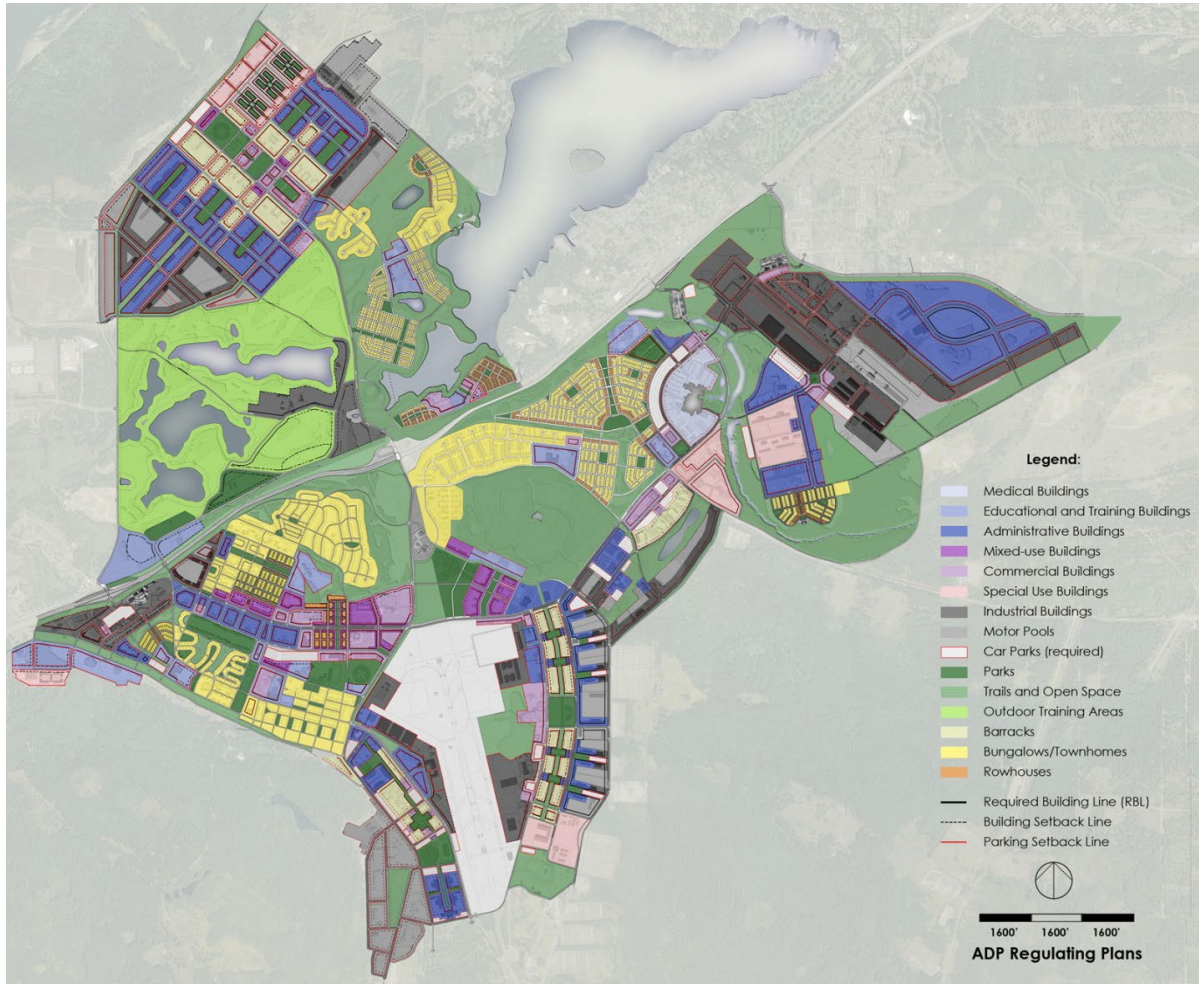 Legend:
Medical Buildings
Educational and Training Buildings
Administrative Buildings
Mixed-use Buildings
Commercial Buildings
Special Use Buildings
Industrial Buildings
Motor Pools
Car Parks (required)
Parks
Trails and Open Space
Outdoor Training Areas
Barracks
Bungalows/Townhomes
Rowhouses
Required Building Line (RBL)
Building Setback Line
Parking Setback Line
1600' 1600' 1600'
ADP Regulating Plans